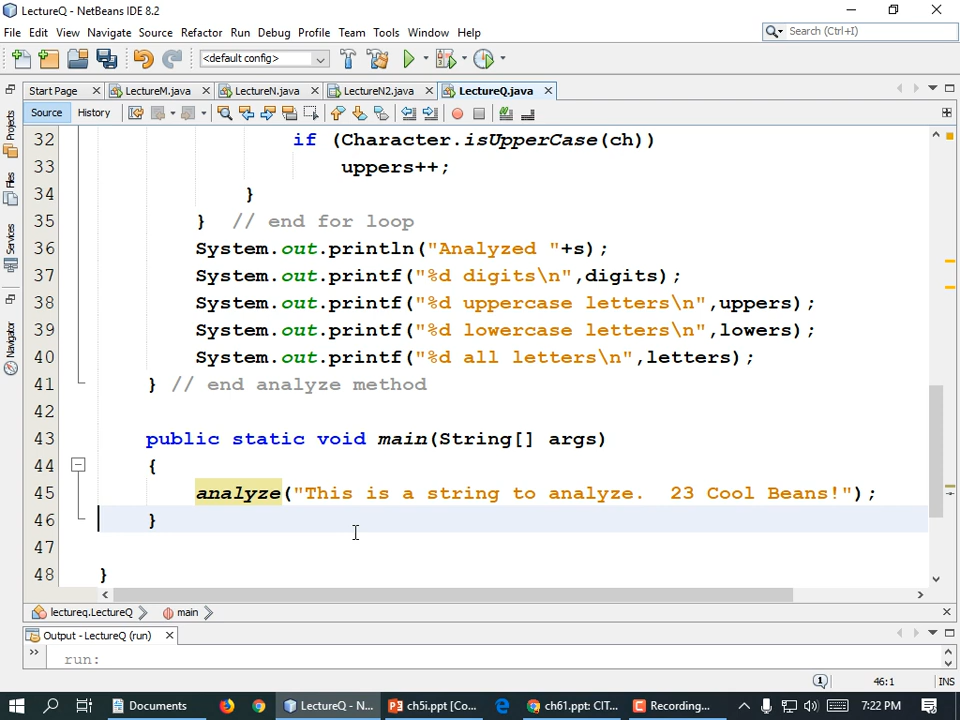 LectureQ - NetBeans IDE 8.2
File Edit View Navigate Source Refactor Run Debug Profile Team Tools Window Help
Search (Ctrl+I)
<default config>
Start Page LectureM.java LectureN.java LectureN2.java LectureQ.java
Source History
Projects
Files
Services
Navigator
32 if (Character.isUpperCase(ch))
33 uppers++;
34 }
35 } // end for loop
36 System.out.println("Analyzed "+s);
37 System.out.printf("%d digits\n",digits);
38 System.out.printf("%d uppercase letters\n",uppers);
39 System.out.printf("%d lowercase letters\n",lowers);
40 System.out.printf("%d all letters\n",letters);
41 } // end analyze method
42
43 public static void main(String[] args)
44 {
45 analyze("This is a string to analyze.  23 Cool Beans!");
46 }
47
48 }
lectureq.LectureQ main
Output - LectureQ (run)
run:
1 46:1 INS
Documents LectureQ - N... ch5i.ppt [Co... ch61.ppt: CIT... Recording... 7:22 PM